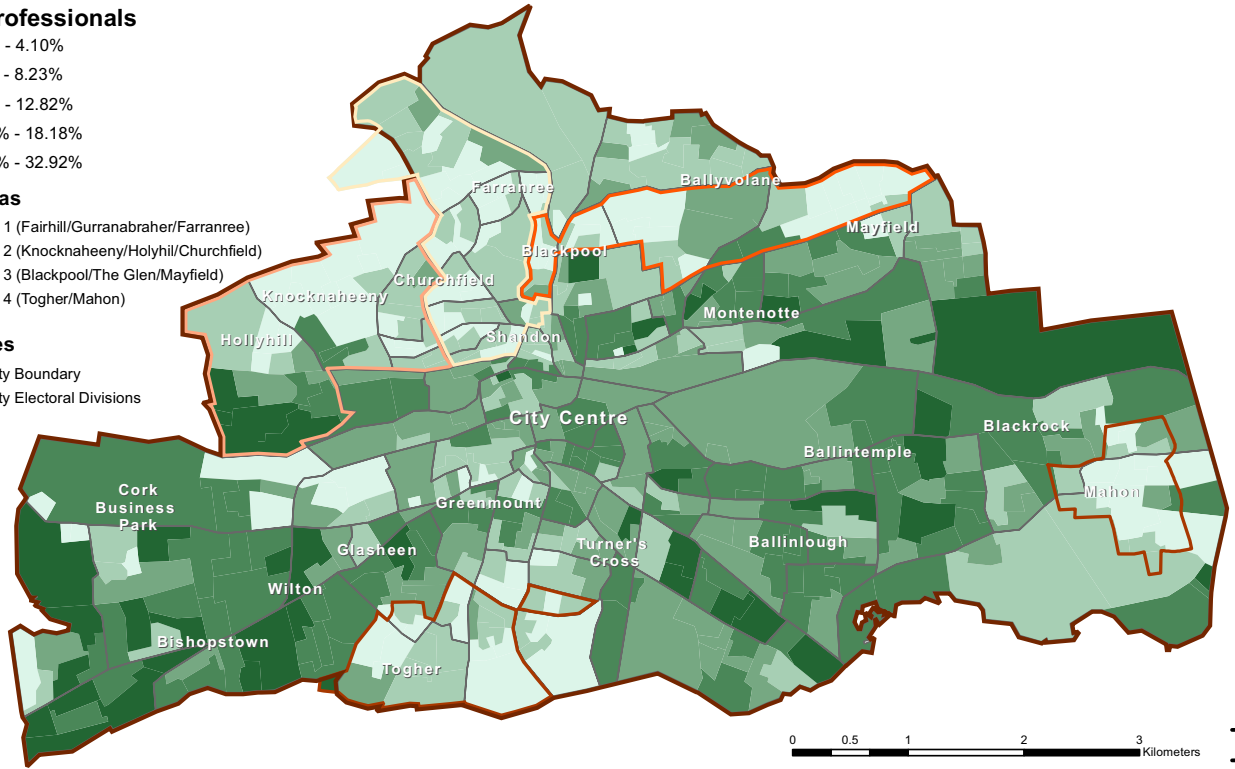 rofessionals
- 4.10%
- 8.23%
- 12.82%
% - 18.18%
% - 32.92%
as
1 (Fairhill/Gurranabraher/Farranree)
2 (Knocknaheeny/Holyhil/Churchfield)
3 (Blackpool/The Glen/Mayfield)
4 (Togher/Mahon)
es
ty Boundary
ty Electoral Divisions
Farranree
Ballyvolane
Mayfield
Blackpool
Churchfield
Knocknaheeny
Hollyhill
Shandon
Montenotte
City Centre
Blackrock
Ballintemple
Mahon
Cork
Business
Park
Greenmount
Glasheen
Turner's
Cross
Ballinlough
Wilton
Bishopstown
Togher
0 0.5 1 2 3
Kilometers